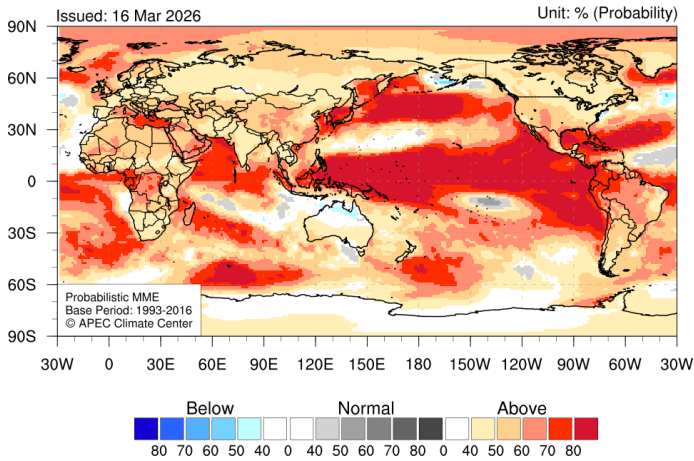 Issued: 16 Mar 2026
Unit: % (Probability)
90N
60N
30N
0
30S
60S
90S
Probabilistic MME
Base Period: 1993-2016
© APEC Climate Center
30W 0 30E 60E 90E 120E 150E 180 150W 120W 90W 60W 30W
Below Normal Above
80 70 60 50 40 0 40 50 60 70 80 0 40 50 60 70 80